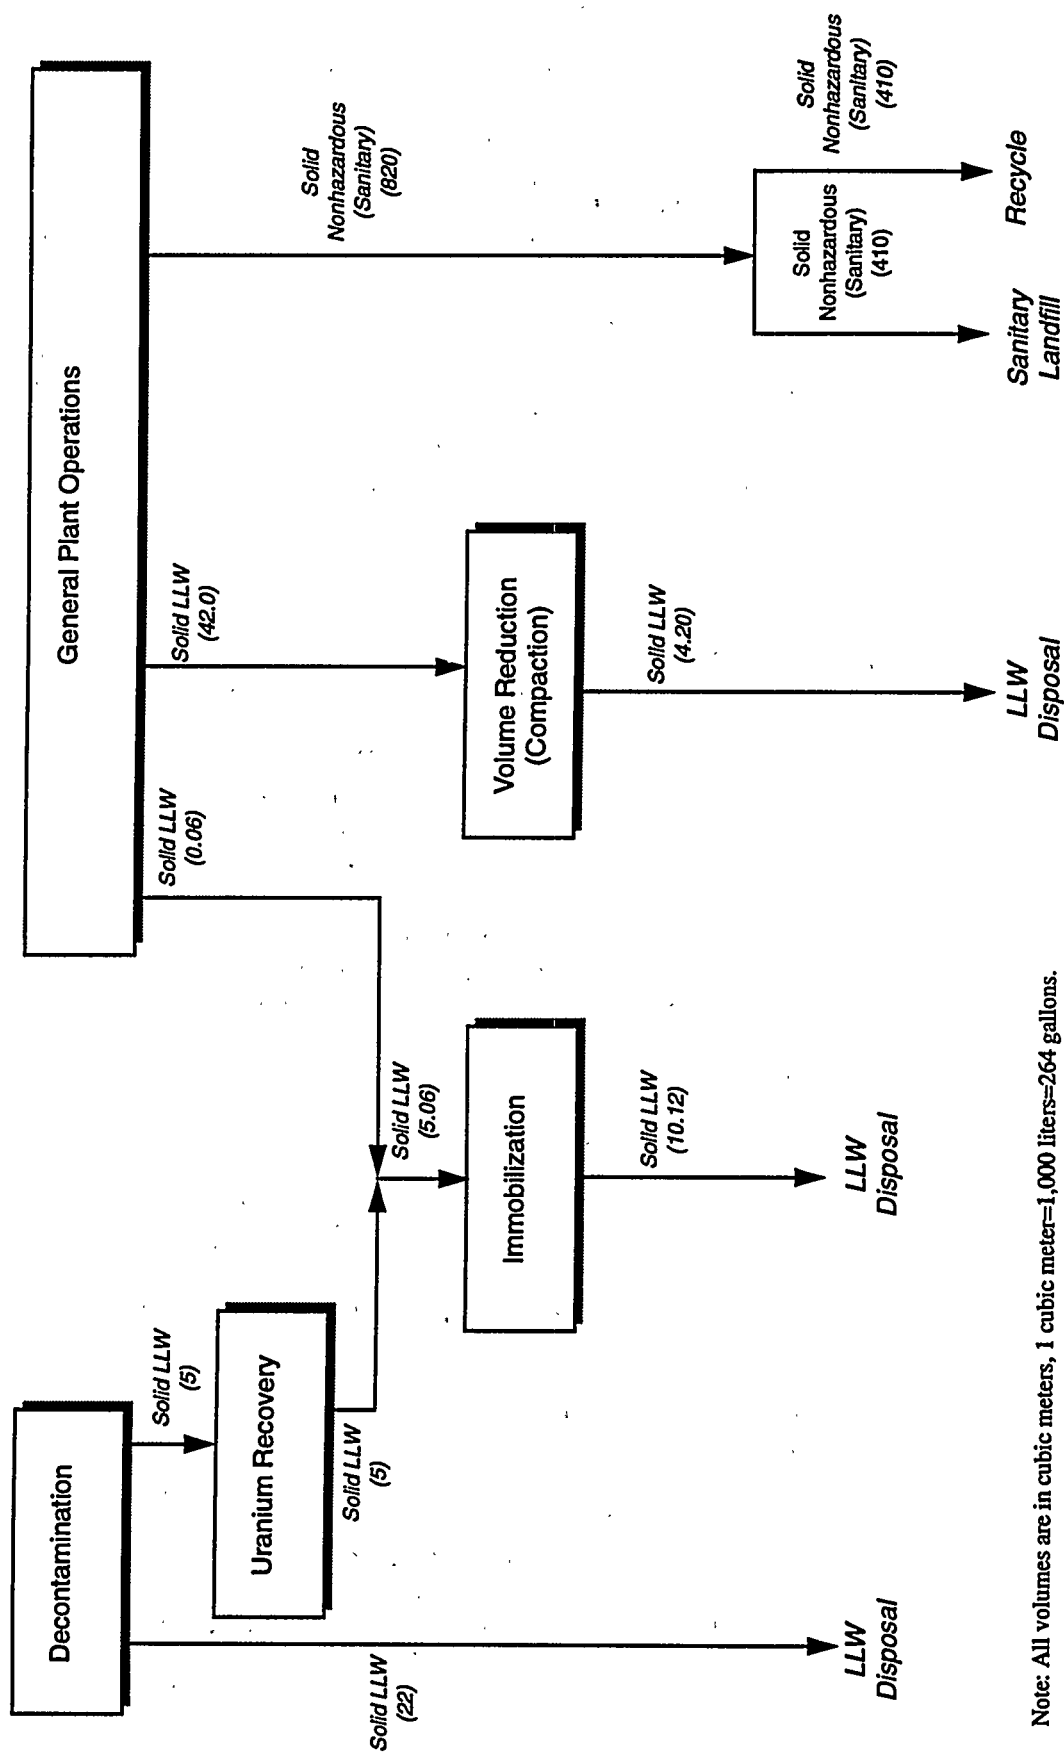 Decontamination
Solid LLW
(5)
Uranium Recovery
Solid LLW
(5)
Solid LLW
(22)
LLW
Disposal
General Plant Operations
Solid LLW
(0.06)
Solid LLW
(5.06)
Immobilization
Solid LLW
(10.12)
LLW
Disposal
Solid LLW
(42.0)
Volume Reduction
(Compaction)
Solid LLW
(4.20)
LLW
Disposal
Solid
Nonhazardous
(Sanitary)
(820)
Solid
Nonhazardous
(Sanitary)
(410)
Sanitary
Landfill
Solid
Nonhazardous
(Sanitary)
(410)
Recycle
Note: All volumes are in cubic meters, 1 cubic meter=1,000 liters=264 gallons.